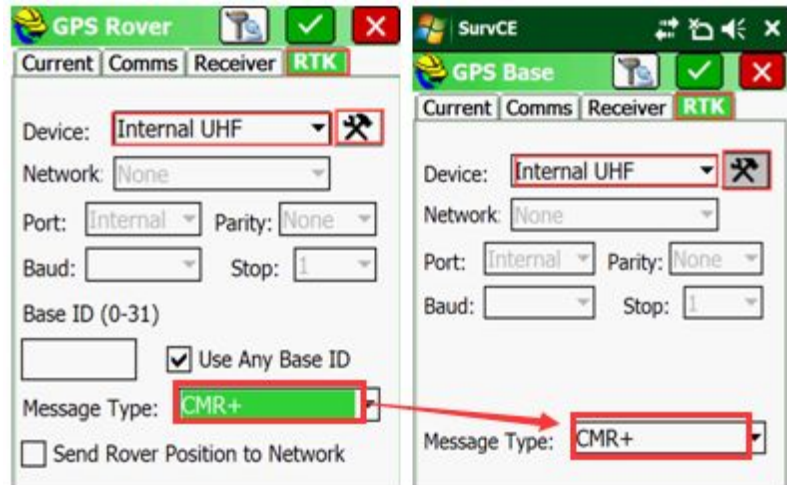 GPS Rover
Current Comms Receiver RTK
Device: Internal UHF
Network: None
Port: Internal Parity: None
Baud: Stop: 1
Base ID (0-31)
Use Any Base ID
Message Type: CMR+
Send Rover Position to Network
SurvCE
GPS Base
Current Comms Receiver RTK
Device: Internal UHF
Network: None
Port: Internal Parity: None
Baud: Stop: 1
Message Type: CMR+